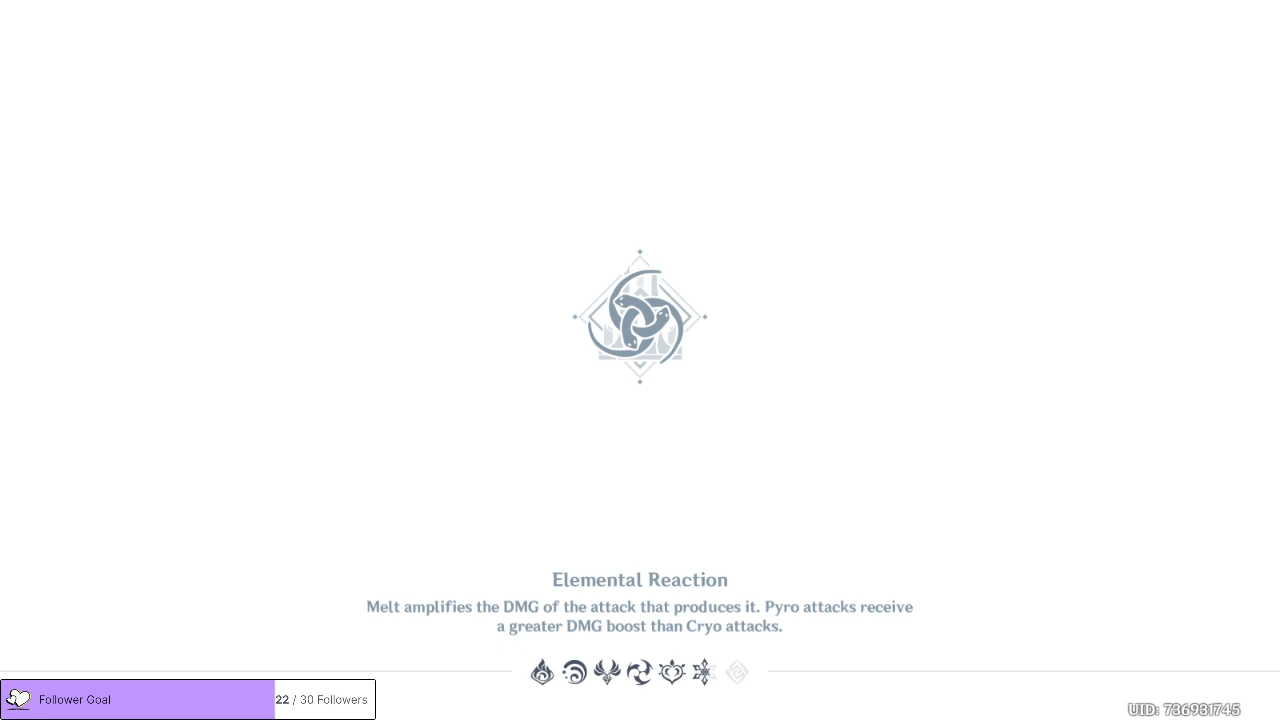 Elemental Reaction
Melt amplifies the DMG of the attack that produces it. Pyro attacks receive
a greater DMG boost than Cryo attacks.
Follower Goal
22 / 30 Followers
UID: 736931745